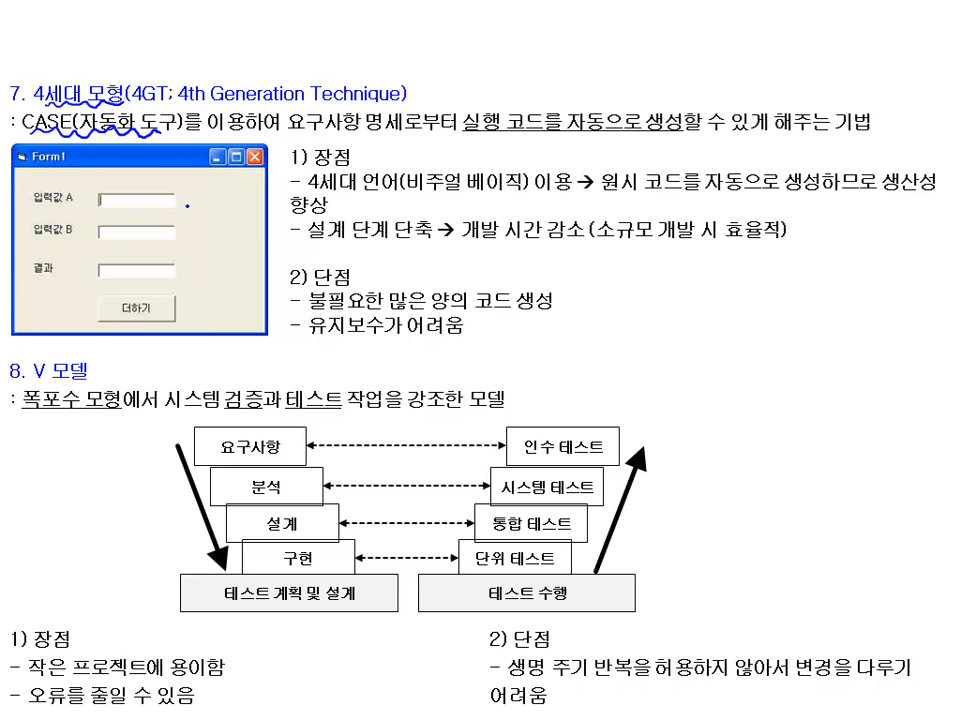 7. 4세대 모형(4GT; 4th Generation Technique)
: CASE(자동화 도구)를 이용하여 요구사항 명세로부터 실행 코드를 자동으로 생성할 수 있게 해주는 기법
Form1
입력값 A
입력값 B
결과
더하기
1) 장점
- 4세대 언어(비주얼 베이직) 이용 → 원시 코드를 자동으로 생성하므로 생산성
향상
- 설계 단계 단축 → 개발 시간 감소 (소규모 개발 시 효율적)
2) 단점
- 불필요한 많은 양의 코드 생성
- 유지보수가 어려움
8. V 모델
: 폭포수 모형에서 시스템 검증과 테스트 작업을 강조한 모델
요구사항 인수 테스트
분석 시스템 테스트
설계 통합 테스트
구현 단위 테스트
테스트 계획 및 설계 테스트 수행
1) 장점
- 작은 프로젝트에 용이함
- 오류를 줄일 수 있음
2) 단점
- 생명 주기 반복을 허용하지 않아서 변경을 다루기
어려움